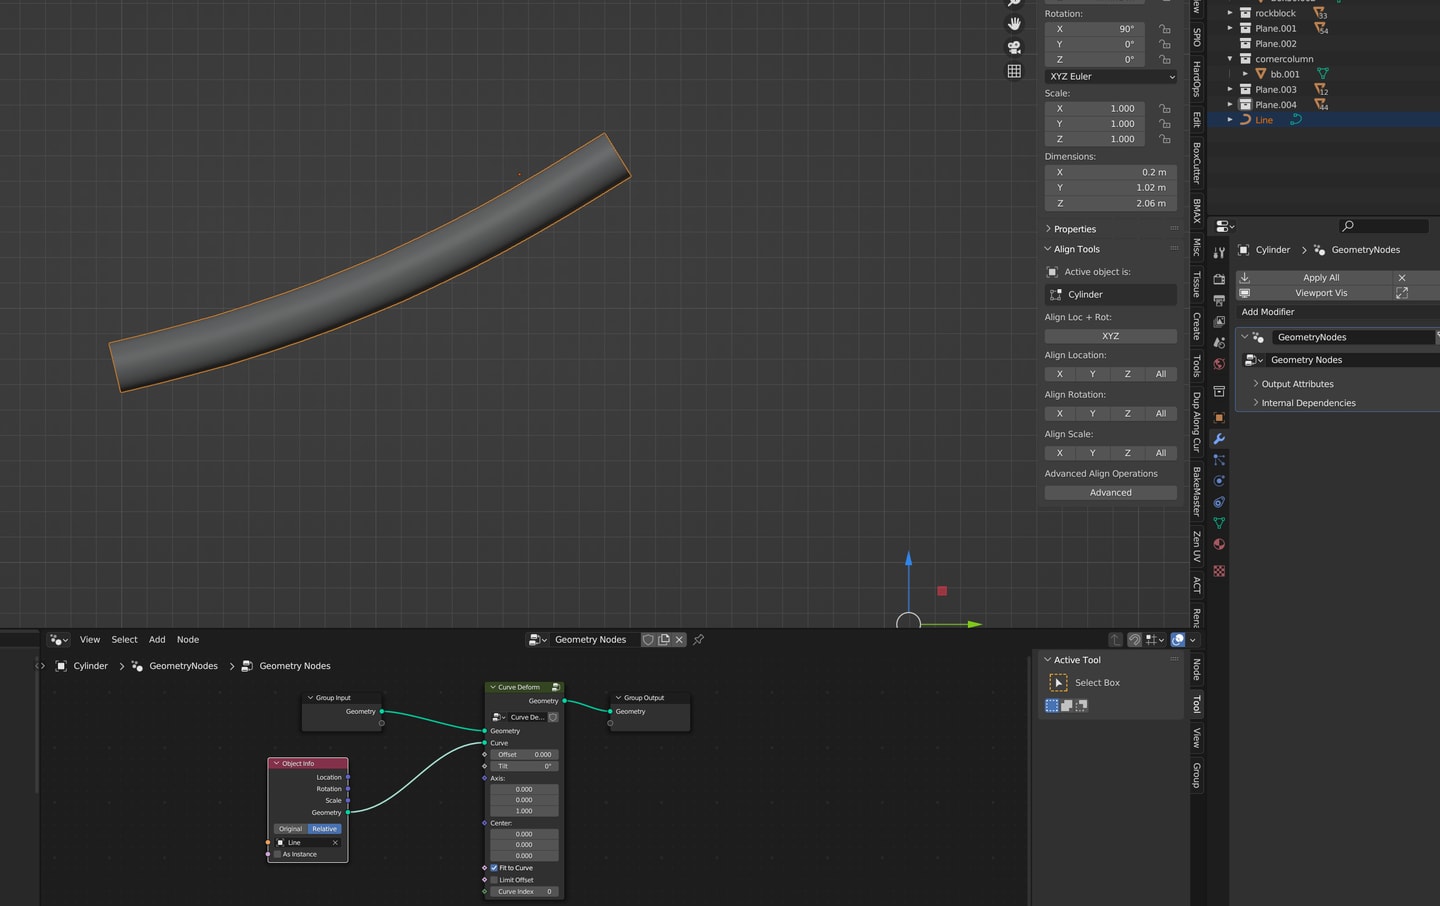 Rotation:
X 90°
Y 0°
Z 0°
XYZ Euler
Scale:
X 1.000
Y 1.000
Z 1.000
Dimensions:
X 0.2 m
Y 1.02 m
Z 2.06 m
Properties
Align Tools
Active object is:
Cylinder
Align Loc + Rot:
XYZ
Align Location:
X Y Z All
Align Rotation:
X Y Z All
Align Scale:
X Y Z All
Advanced Align Operations
Advanced
SPIO
HardOps
Edit
BoxCutter
BMAX
Misc
Tissue
Create
Tools
Dup Along Cur
BakeMaster
Zen UV
ACT
rockblock 33
Plane.001 54
Plane.002
cornercolumn
bb.001
Plane.003 12
Plane.004 44
Line
Cylinder > GeometryNodes
Apply All
Viewport Vis
Add Modifier
GeometryNodes
Geometry Nodes
Output Attributes
Internal Dependencies
View Select Add Node
Geometry Nodes
Cylinder > GeometryNodes > Geometry Nodes
Group Input
Geometry
Object Info
Location
Rotation
Scale
Geometry
Original Relative
Line
As Instance
Curve Deform
Geometry
Curve De...
Geometry
Curve
Offset 0.000
Tilt 0°
Axis:
0.000
0.000
1.000
Center:
0.000
0.000
0.000
Fit to Curve
Limit Offset
Curve Index 0
Group Output
Geometry
Active Tool
Select Box
Node
Tool
View
Group